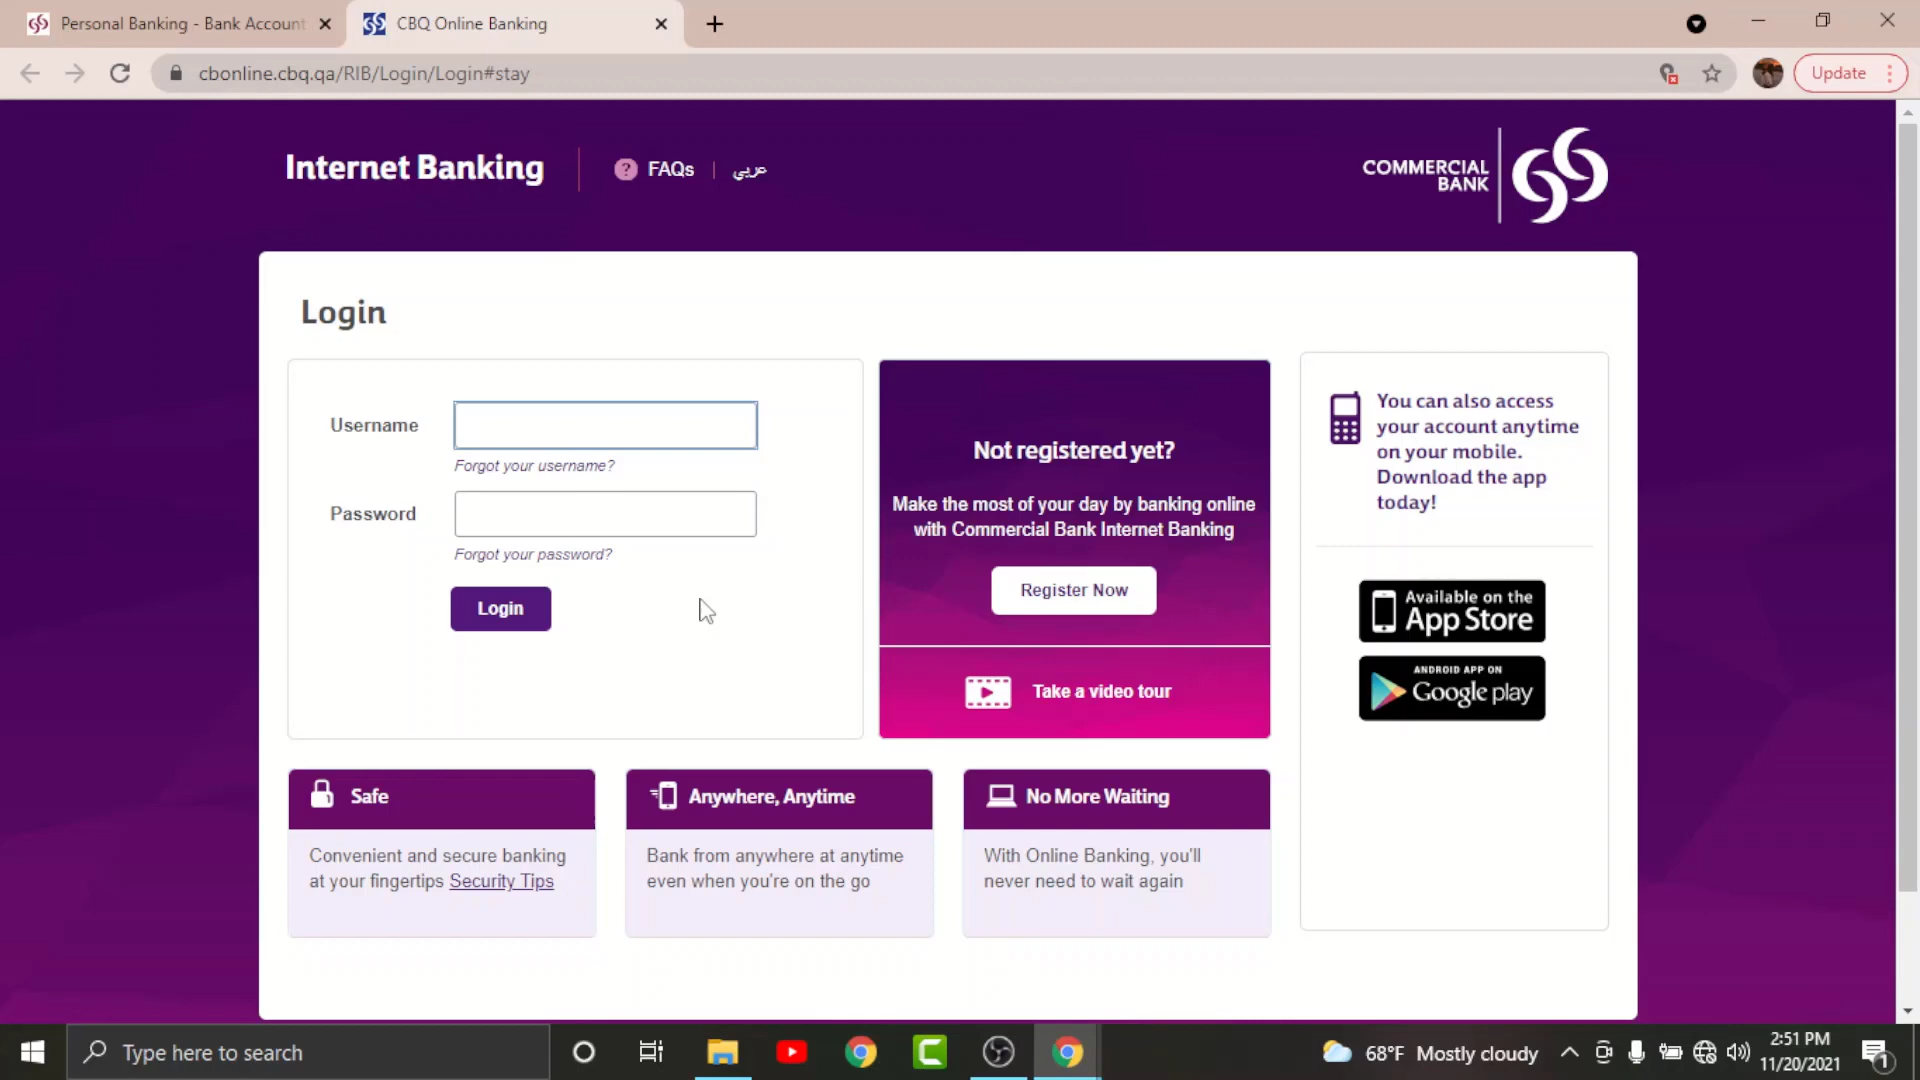 Personal Banking - Bank Account
CBQ Online Banking
cbonline.cbq.qa/RIB/Login/Login#stay
Update
Internet Banking
? FAQs
عربي
COMMERCIAL
BANK
Login
Username
Forgot your username?
Password
Forgot your password?
Login
Not registered yet?
Make the most of your day by banking online
with Commercial Bank Internet Banking
Register Now
Take a video tour
You can also access
your account anytime
on your mobile.
Download the app
today!
Available on the
App Store
ANDROID APP ON
Google play
Safe
Convenient and secure banking
at your fingertips Security Tips
Anywhere, Anytime
Bank from anywhere at anytime
even when you're on the go
No More Waiting
With Online Banking, you'll
never need to wait again
Type here to search
68°F Mostly cloudy
2:51 PM
11/20/2021
1